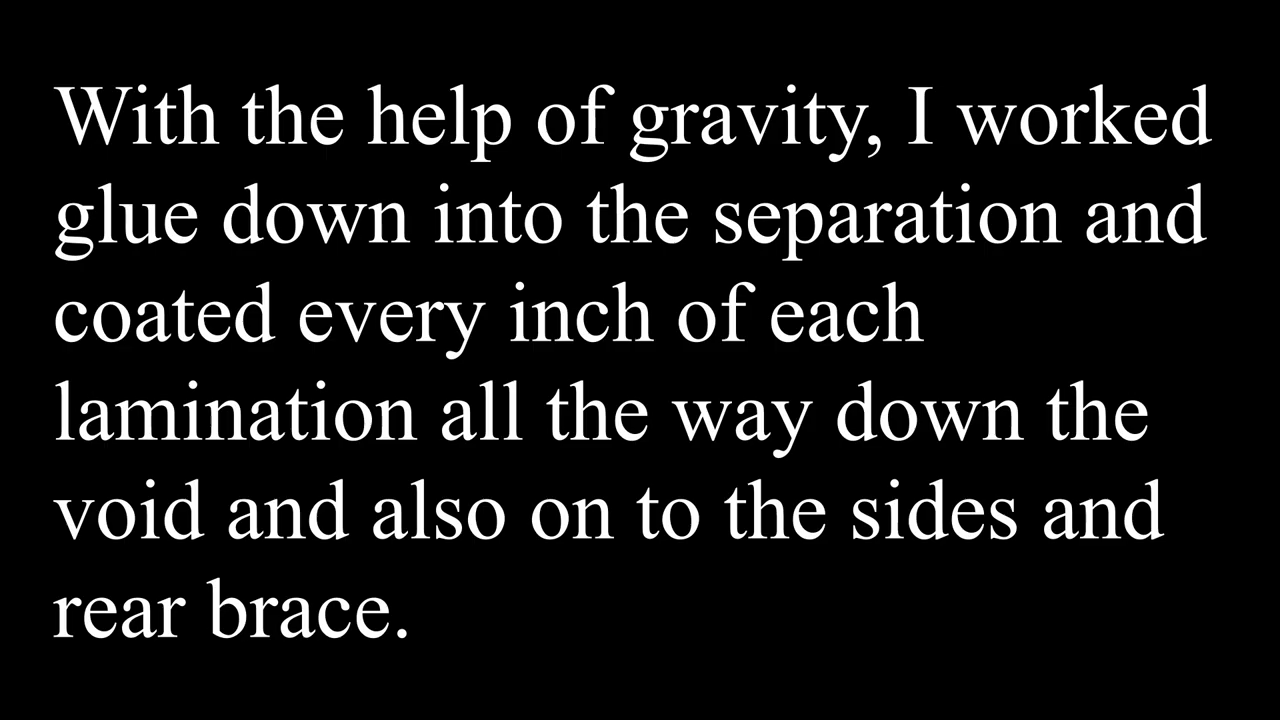 With the help of gravity, I worked
glue down into the separation and
coated every inch of each
lamination all the way down the
void and also on to the sides and
rear brace.